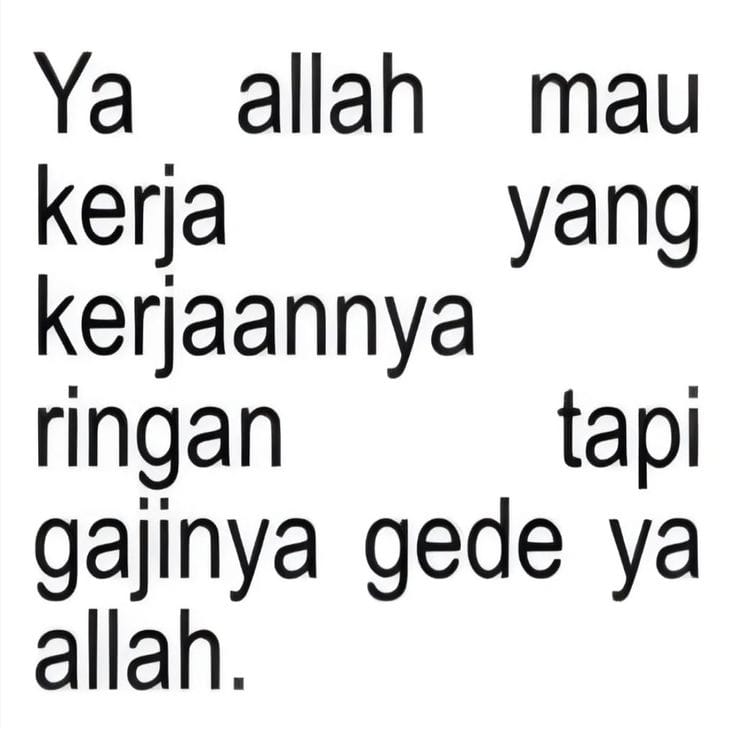 Ya allah mau
kerja yang
kerjaannya
ringan tapi
gajinya gede ya
allah.